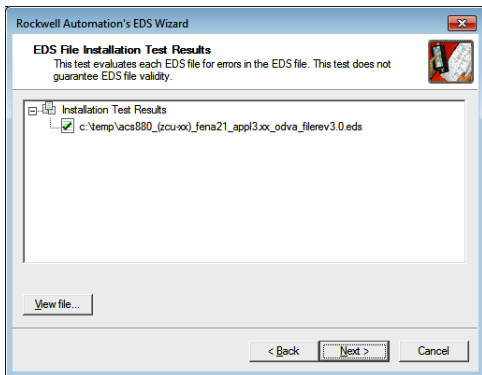 Rockwell Automation's EDS Wizard
EDS File Installation Test Results
This test evaluates each EDS file for errors in the EDS file. This test does not
guarantee EDS file validity.
Installation Test Results
c:\temp\acs880_(zcu-xx)_fena21_appl3.xx_odva_filerev3.0.eds
View file...
< Back
Next >
Cancel